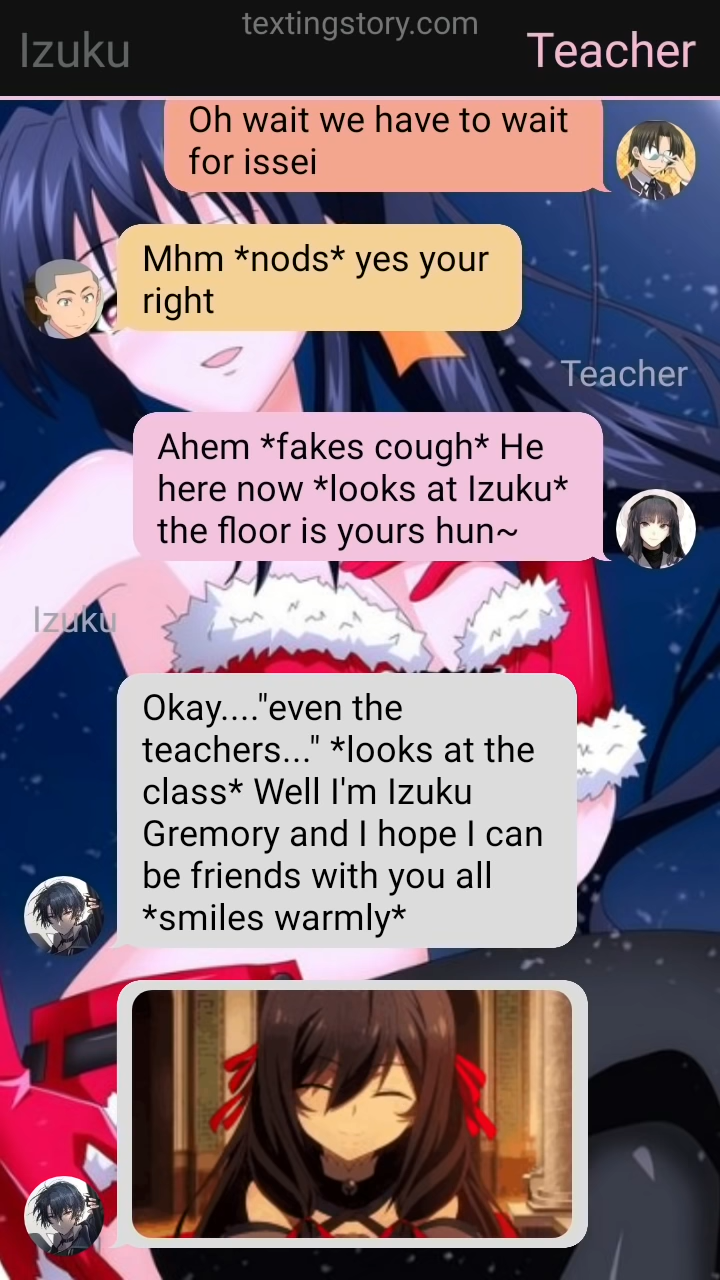 textingstory.com
Izuku
Teacher
Oh wait we have to wait
for issei
Mhm *nods* yes your
right
Teacher
Ahem *fakes cough* He
here now *looks at Izuku*
the floor is yours hun~
Izuku
Okay...."even the
teachers..." *looks at the
class* Well I'm Izuku
Gremory and I hope I can
be friends with you all
*smiles warmly*